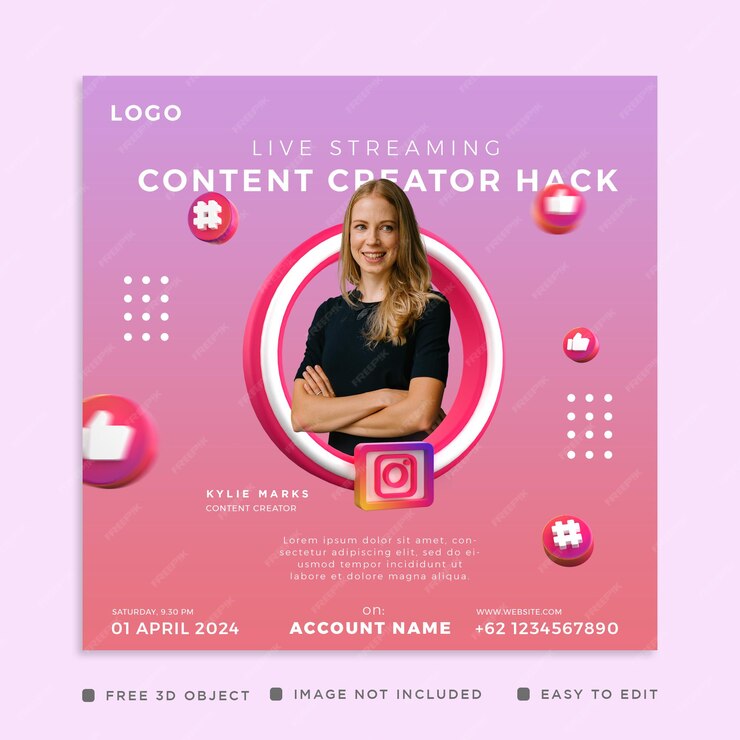 LOGO
LIVE STREAMING
CONTENT CREATOR HACK
KYLIE MARKS
CONTENT CREATOR
Lorem ipsum dolor sit amet, con-
sectetur adipiscing elit, sed do ei-
usmod tempor incididunt ut
labore et dolore magna aliqua.
SATURDAY, 9.30 PM
01 APRIL 2024
on:
ACCOUNT NAME
WWW.WEBSITE.COM
+62 1234567890
FREE 3D OBJECT
IMAGE NOT INCLUDED
EASY TO EDIT